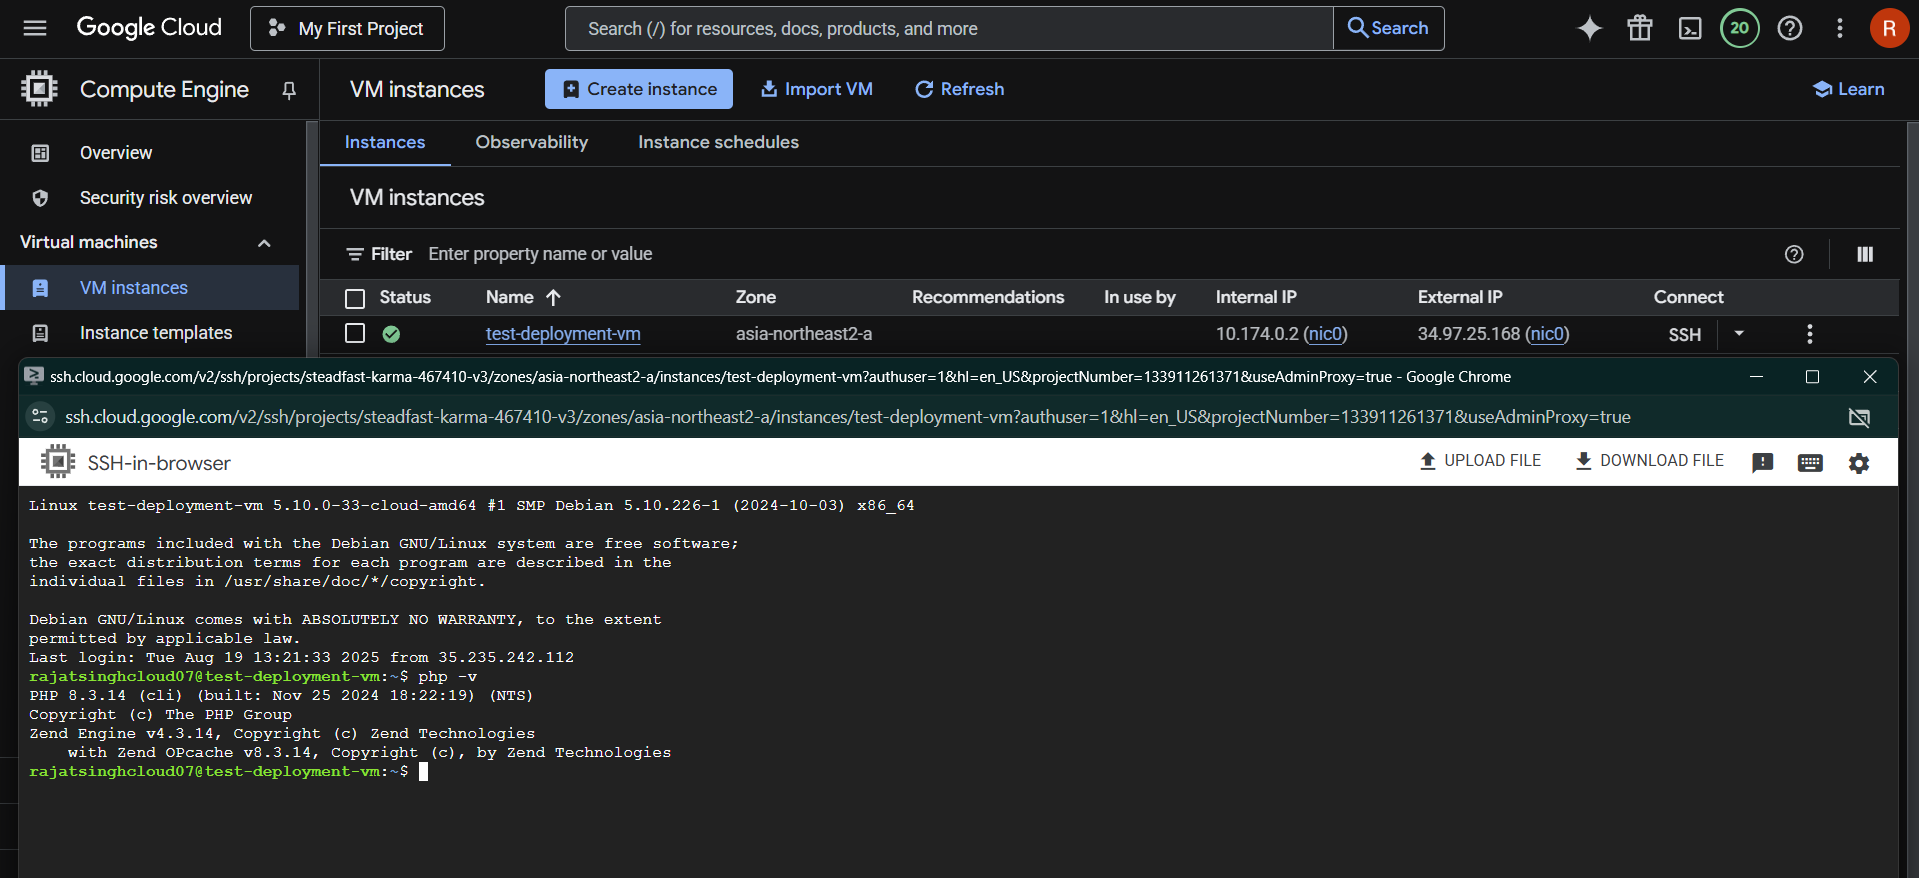 Google Cloud
My First Project
Search (/) for resources, docs, products, and more
Search
20
R
Compute Engine
VM instances
Create instance
Import VM
Refresh
Learn
Overview
Security risk overview
Virtual machines
VM instances
Instance templates
Instances
Observability
Instance schedules
VM instances
Filter Enter property name or value
Status Name Zone Recommendations In use by Internal IP External IP Connect
test-deployment-vm asia-northeast2-a 10.174.0.2 (nic0) 34.97.25.168 (nic0) SSH
ssh.cloud.google.com/v2/ssh/projects/steadfast-karma-467410-v3/zones/asia-northeast2-a/instances/test-deployment-vm?authuser=1&hl=en_US&projectNumber=133911261371&useAdminProxy=true - Google Chrome
ssh.cloud.google.com/v2/ssh/projects/steadfast-karma-467410-v3/zones/asia-northeast2-a/instances/test-deployment-vm?authuser=1&hl=en_US&projectNumber=133911261371&useAdminProxy=true
SSH-in-browser
UPLOAD FILE
DOWNLOAD FILE
Linux test-deployment-vm 5.10.0-33-cloud-amd64 #1 SMP Debian 5.10.226-1 (2024-10-03) x86_64
The programs included with the Debian GNU/Linux system are free software;
the exact distribution terms for each program are described in the
individual files in /usr/share/doc/*/copyright.
Debian GNU/Linux comes with ABSOLUTELY NO WARRANTY, to the extent
permitted by applicable law.
Last login: Tue Aug 19 13:21:33 2025 from 35.235.242.112
rajatsinghcloud07@test-deployment-vm:~$ php -v
PHP 8.3.14 (cli) (built: Nov 25 2024 18:22:19) (NTS)
Copyright (c) The PHP Group
Zend Engine v4.3.14, Copyright (c) Zend Technologies
    with Zend OPcache v8.3.14, Copyright (c), by Zend Technologies
rajatsinghcloud07@test-deployment-vm:~$